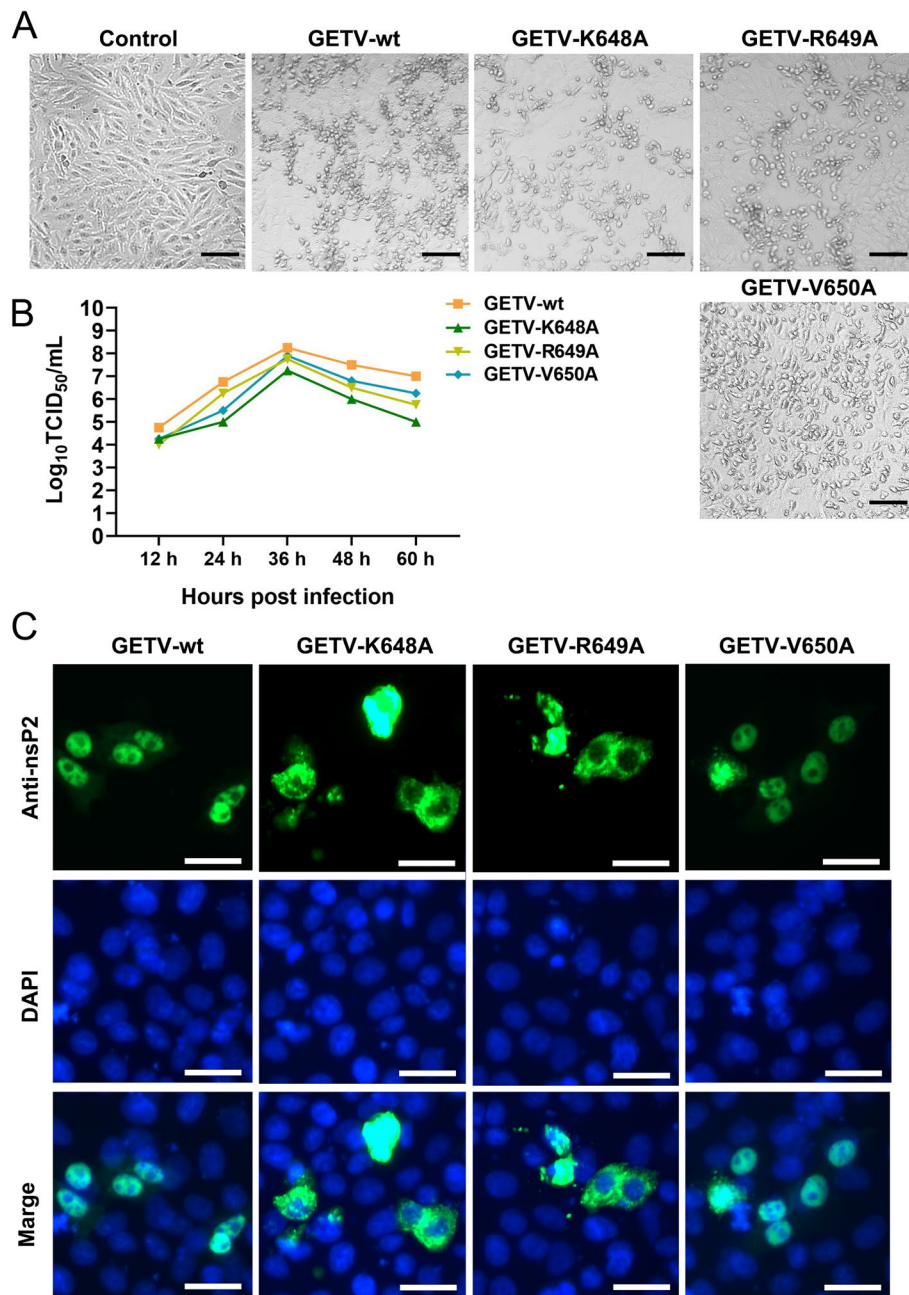 A
Control
GETV-wt
GETV-K648A
GETV-R649A
GETV-V650A
B
10
9
8
7
6
5
4
3
2
1
0
Log₁₀TCID₅₀/mL
12 h
24 h
36 h
48 h
60 h
Hours post infection
GETV-wt
GETV-K648A
GETV-R649A
GETV-V650A
C
GETV-wt
GETV-K648A
GETV-R649A
GETV-V650A
Anti-nsP2
DAPI
Marge